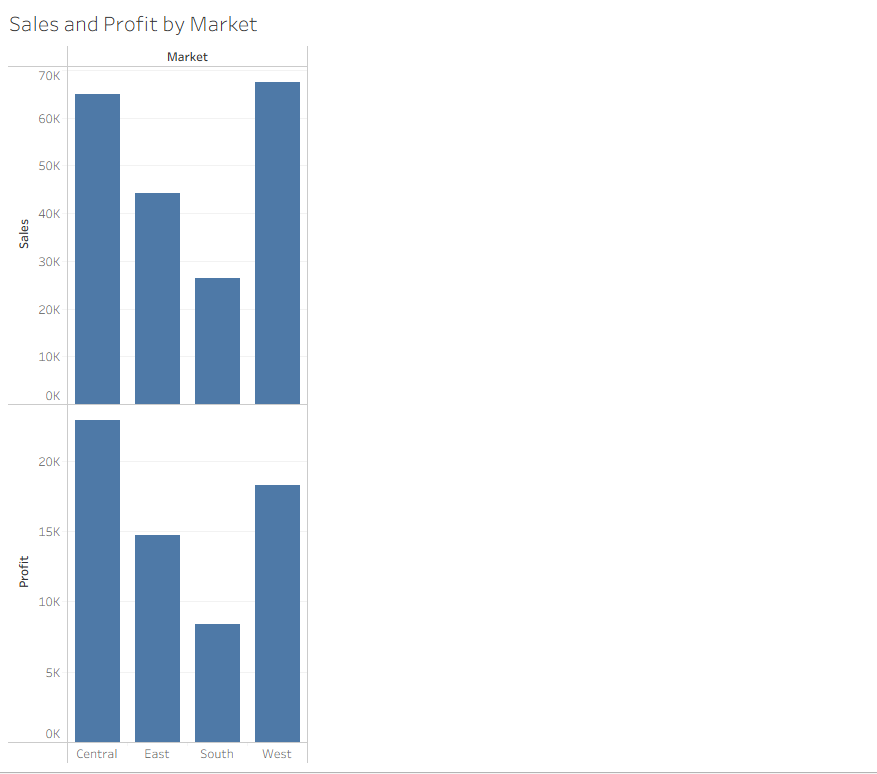 Sales and Profit by Market
Market
70K
60K
50K
40K
30K
20K
10K
0K
Sales
20K
15K
10K
5K
0K
Profit
Central East South West